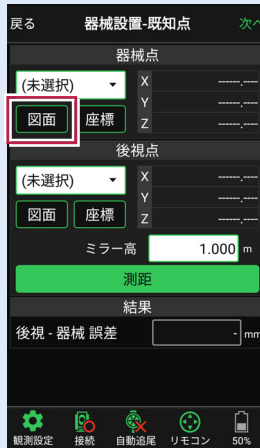 戻る 器械設置-既知点 次へ
器械点
(未選択) X -----.---
Y -----.---
図面 座標 Z -----.---
後視点
(未選択) X -----.---
Y -----.---
図面 座標 Z -----.---
ミラー高 1.000 m
測距
結果
後視 - 器械 誤差 - mm
観測設定 接続 自動追尾 リモコン 50%